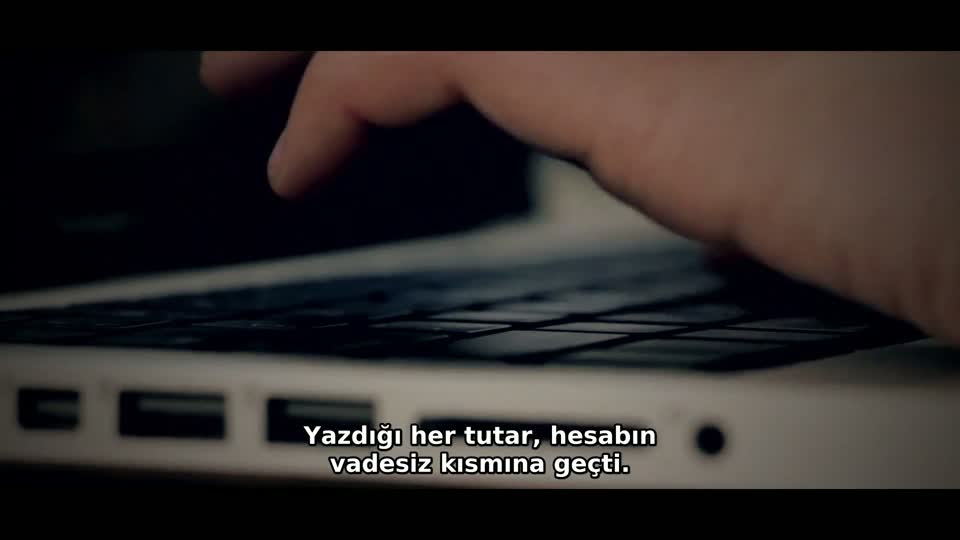 Yazdığı her tutar, hesabın
vadesiz kısmına geçti.